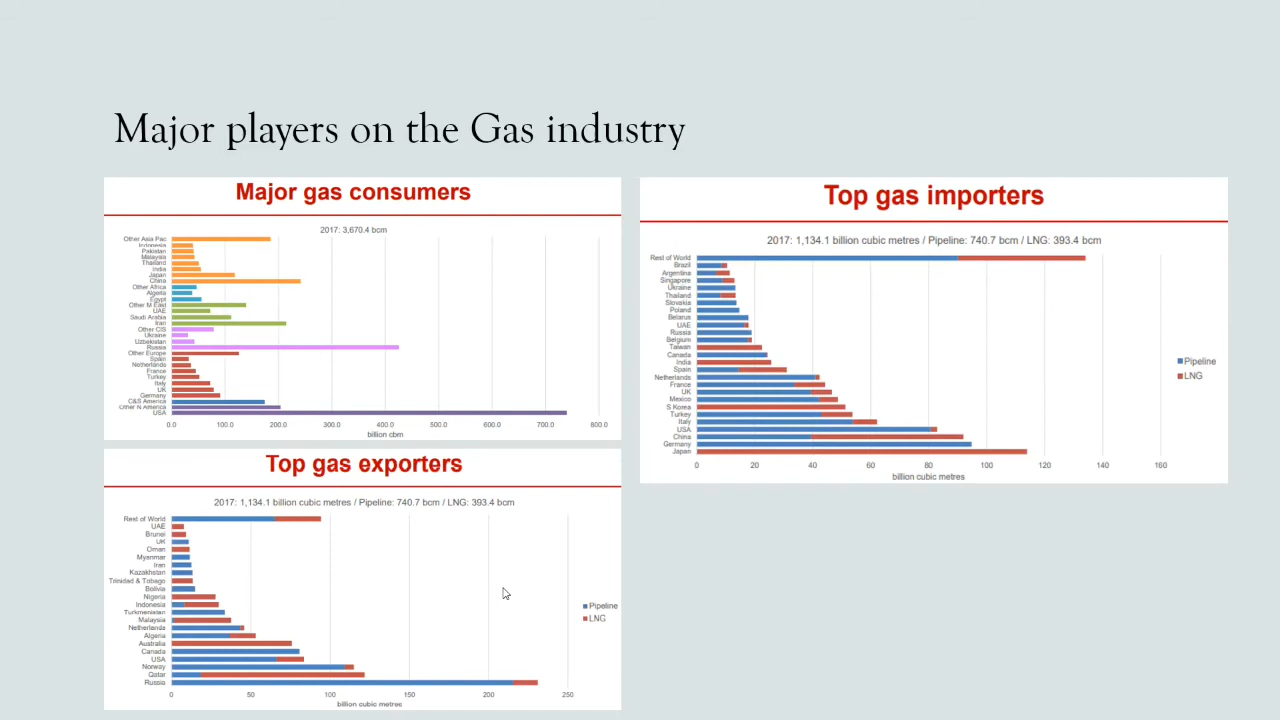 Major players on the Gas industry
Major gas consumers
2017: 3,670.4 bcm
Other Asia Pac
Indonesia
Pakistan
Malaysia
Thailand
India
Japan
China
Other Africa
Algeria
Egypt
Other M East
UAE
Saudi Arabia
Iran
Other CIS
Ukraine
Uzbekistan
Russia
Other Europe
Spain
Netherlands
France
Turkey
Italy
UK
Germany
C&S America
Other N America
USA
0.0 100.0 200.0 300.0 400.0 500.0 600.0 700.0 800.0
billion cbm
Top gas exporters
2017: 1,134.1 billion cubic metres / Pipeline: 740.7 bcm / LNG: 393.4 bcm
Rest of World
UAE
Brunei
UK
Oman
Myanmar
Iran
Kazakhstan
Trinidad & Tobago
Bolivia
Nigeria
Indonesia
Turkmenistan
Malaysia
Netherlands
Algeria
Australia
Canada
USA
Norway
Qatar
Russia
0 50 100 150 200 250
billion cubic metres
Pipeline
LNG
Top gas importers
2017: 1,134.1 billion cubic metres / Pipeline: 740.7 bcm / LNG: 393.4 bcm
Rest of World
Brazil
Argentina
Singapore
Ukraine
Thailand
Slovakia
Poland
Belarus
UAE
Russia
Belgium
Taiwan
Canada
India
Spain
Netherlands
France
UK
Mexico
S Korea
Turkey
Italy
USA
China
Germany
Japan
0 20 40 60 80 100 120 140 160
billion cubic metres
Pipeline
LNG